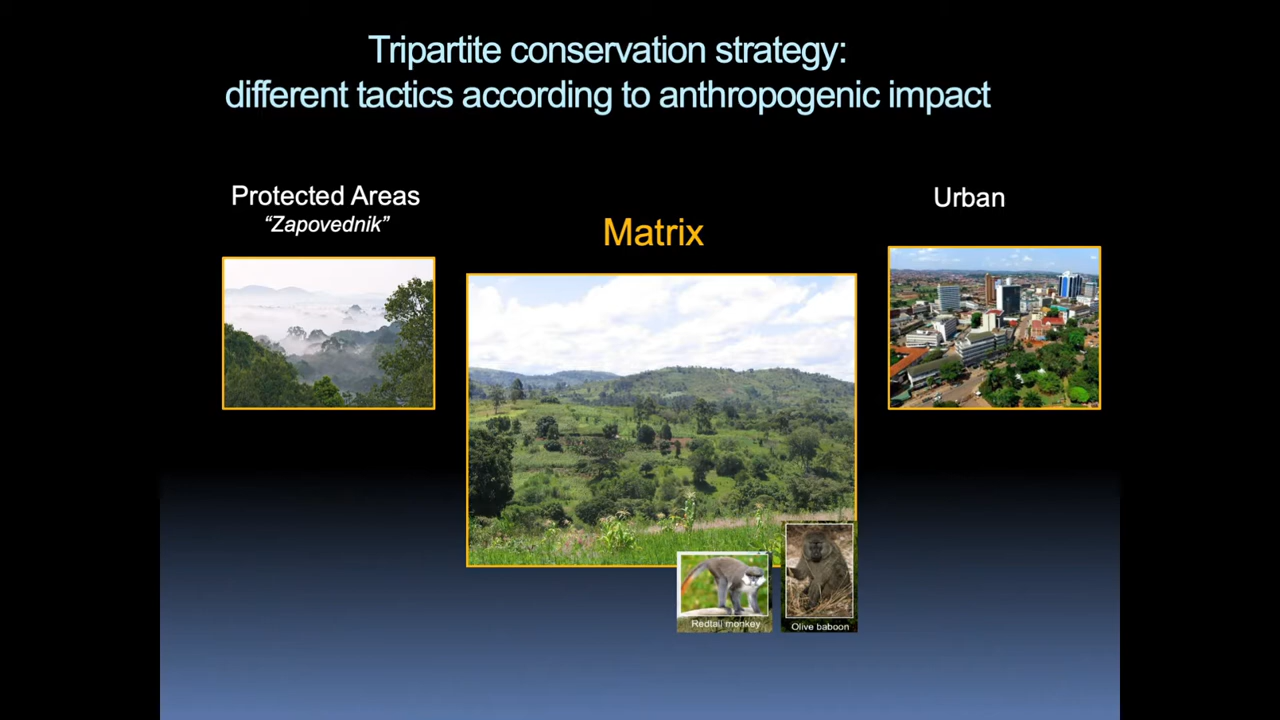 Tripartite conservation strategy:
different tactics according to anthropogenic impact
Protected Areas
“Zapovednik”
Matrix
Urban
Redtail monkey
Olive baboon